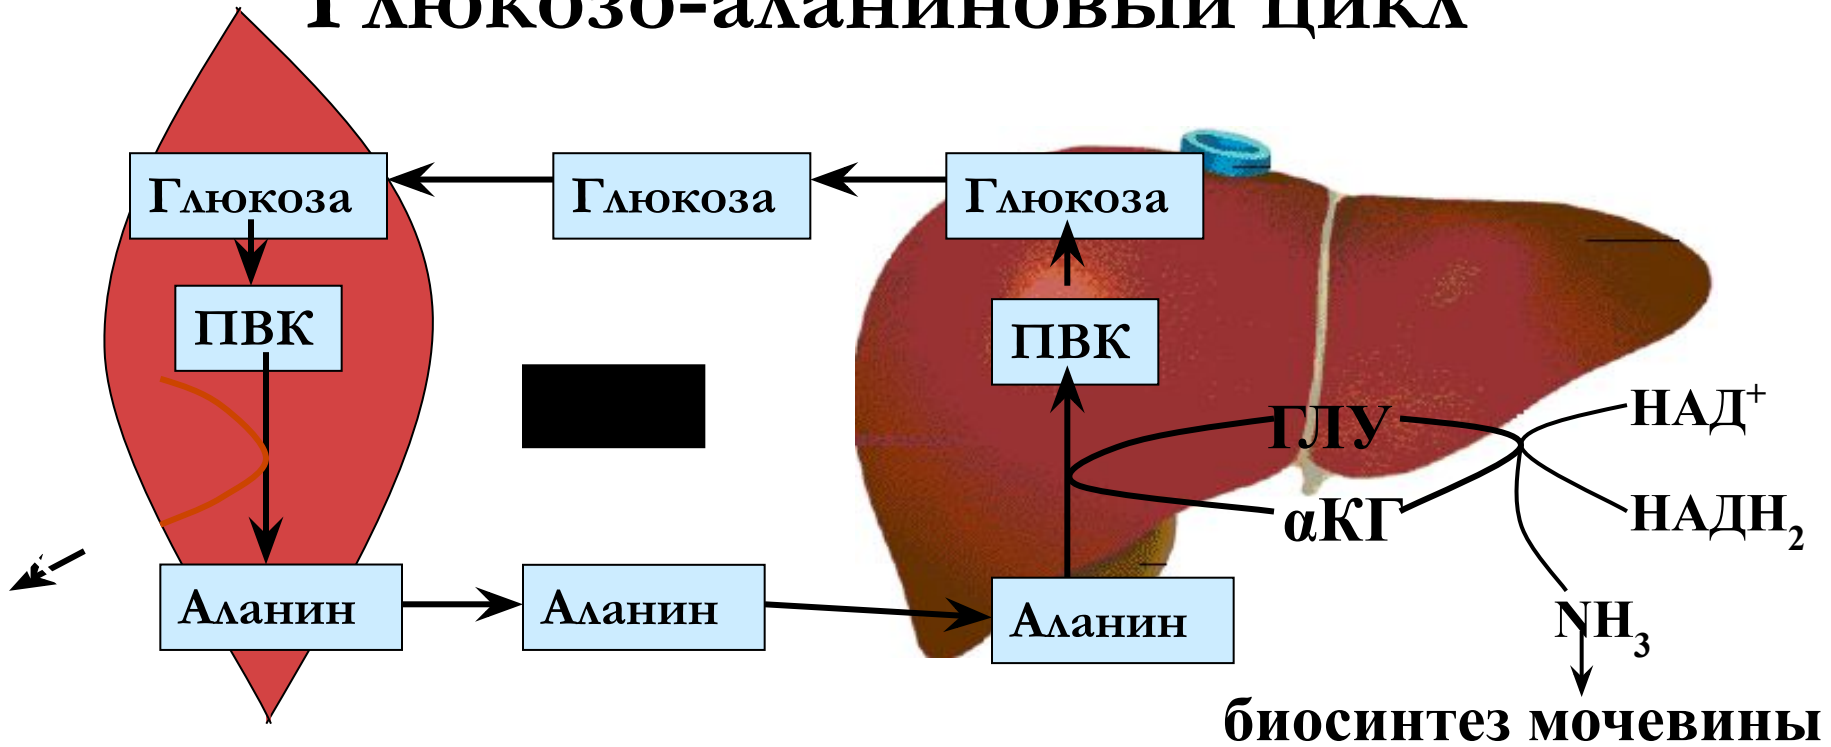 Глюкозо-аланиновый цикл
Глюкоза
Глюкоза
Глюкоза
ПВК
ПВК
ГЛУ
НАД⁺
αКГ
НАДН₂
Аланин
Аланин
Аланин
NH₃
биосинтез мочевины